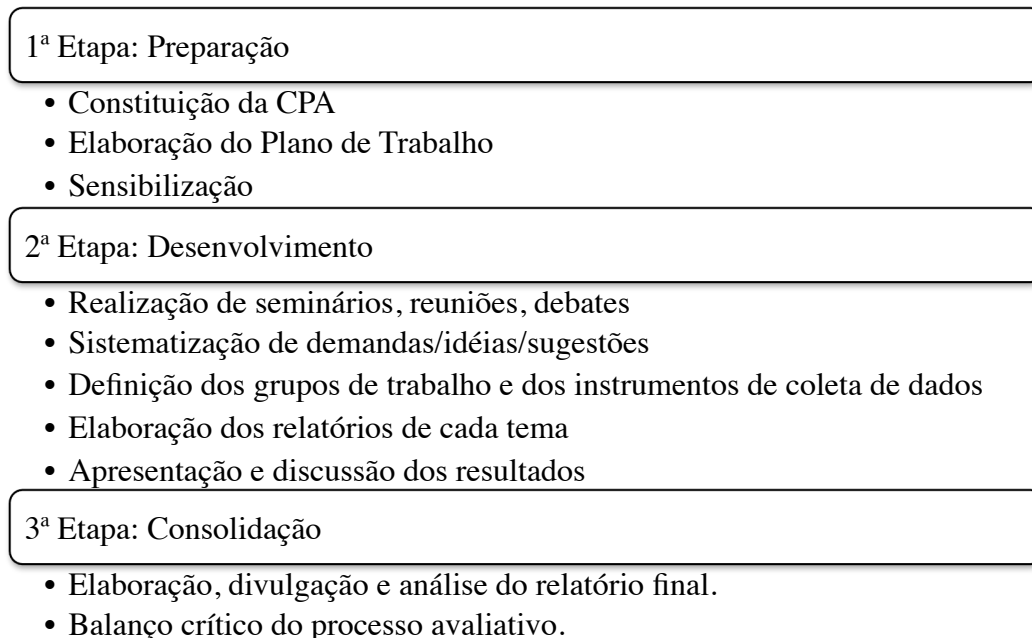 1ª Etapa: Preparação
• Constituição da CPA
• Elaboração do Plano de Trabalho
• Sensibilização
2ª Etapa: Desenvolvimento
• Realização de seminários, reuniões, debates
• Sistematização de demandas/idéias/sugestões
• Definição dos grupos de trabalho e dos instrumentos de coleta de dados
• Elaboração dos relatórios de cada tema
• Apresentação e discussão dos resultados
3ª Etapa: Consolidação
• Elaboração, divulgação e análise do relatório final.
• Balanço crítico do processo avaliativo.